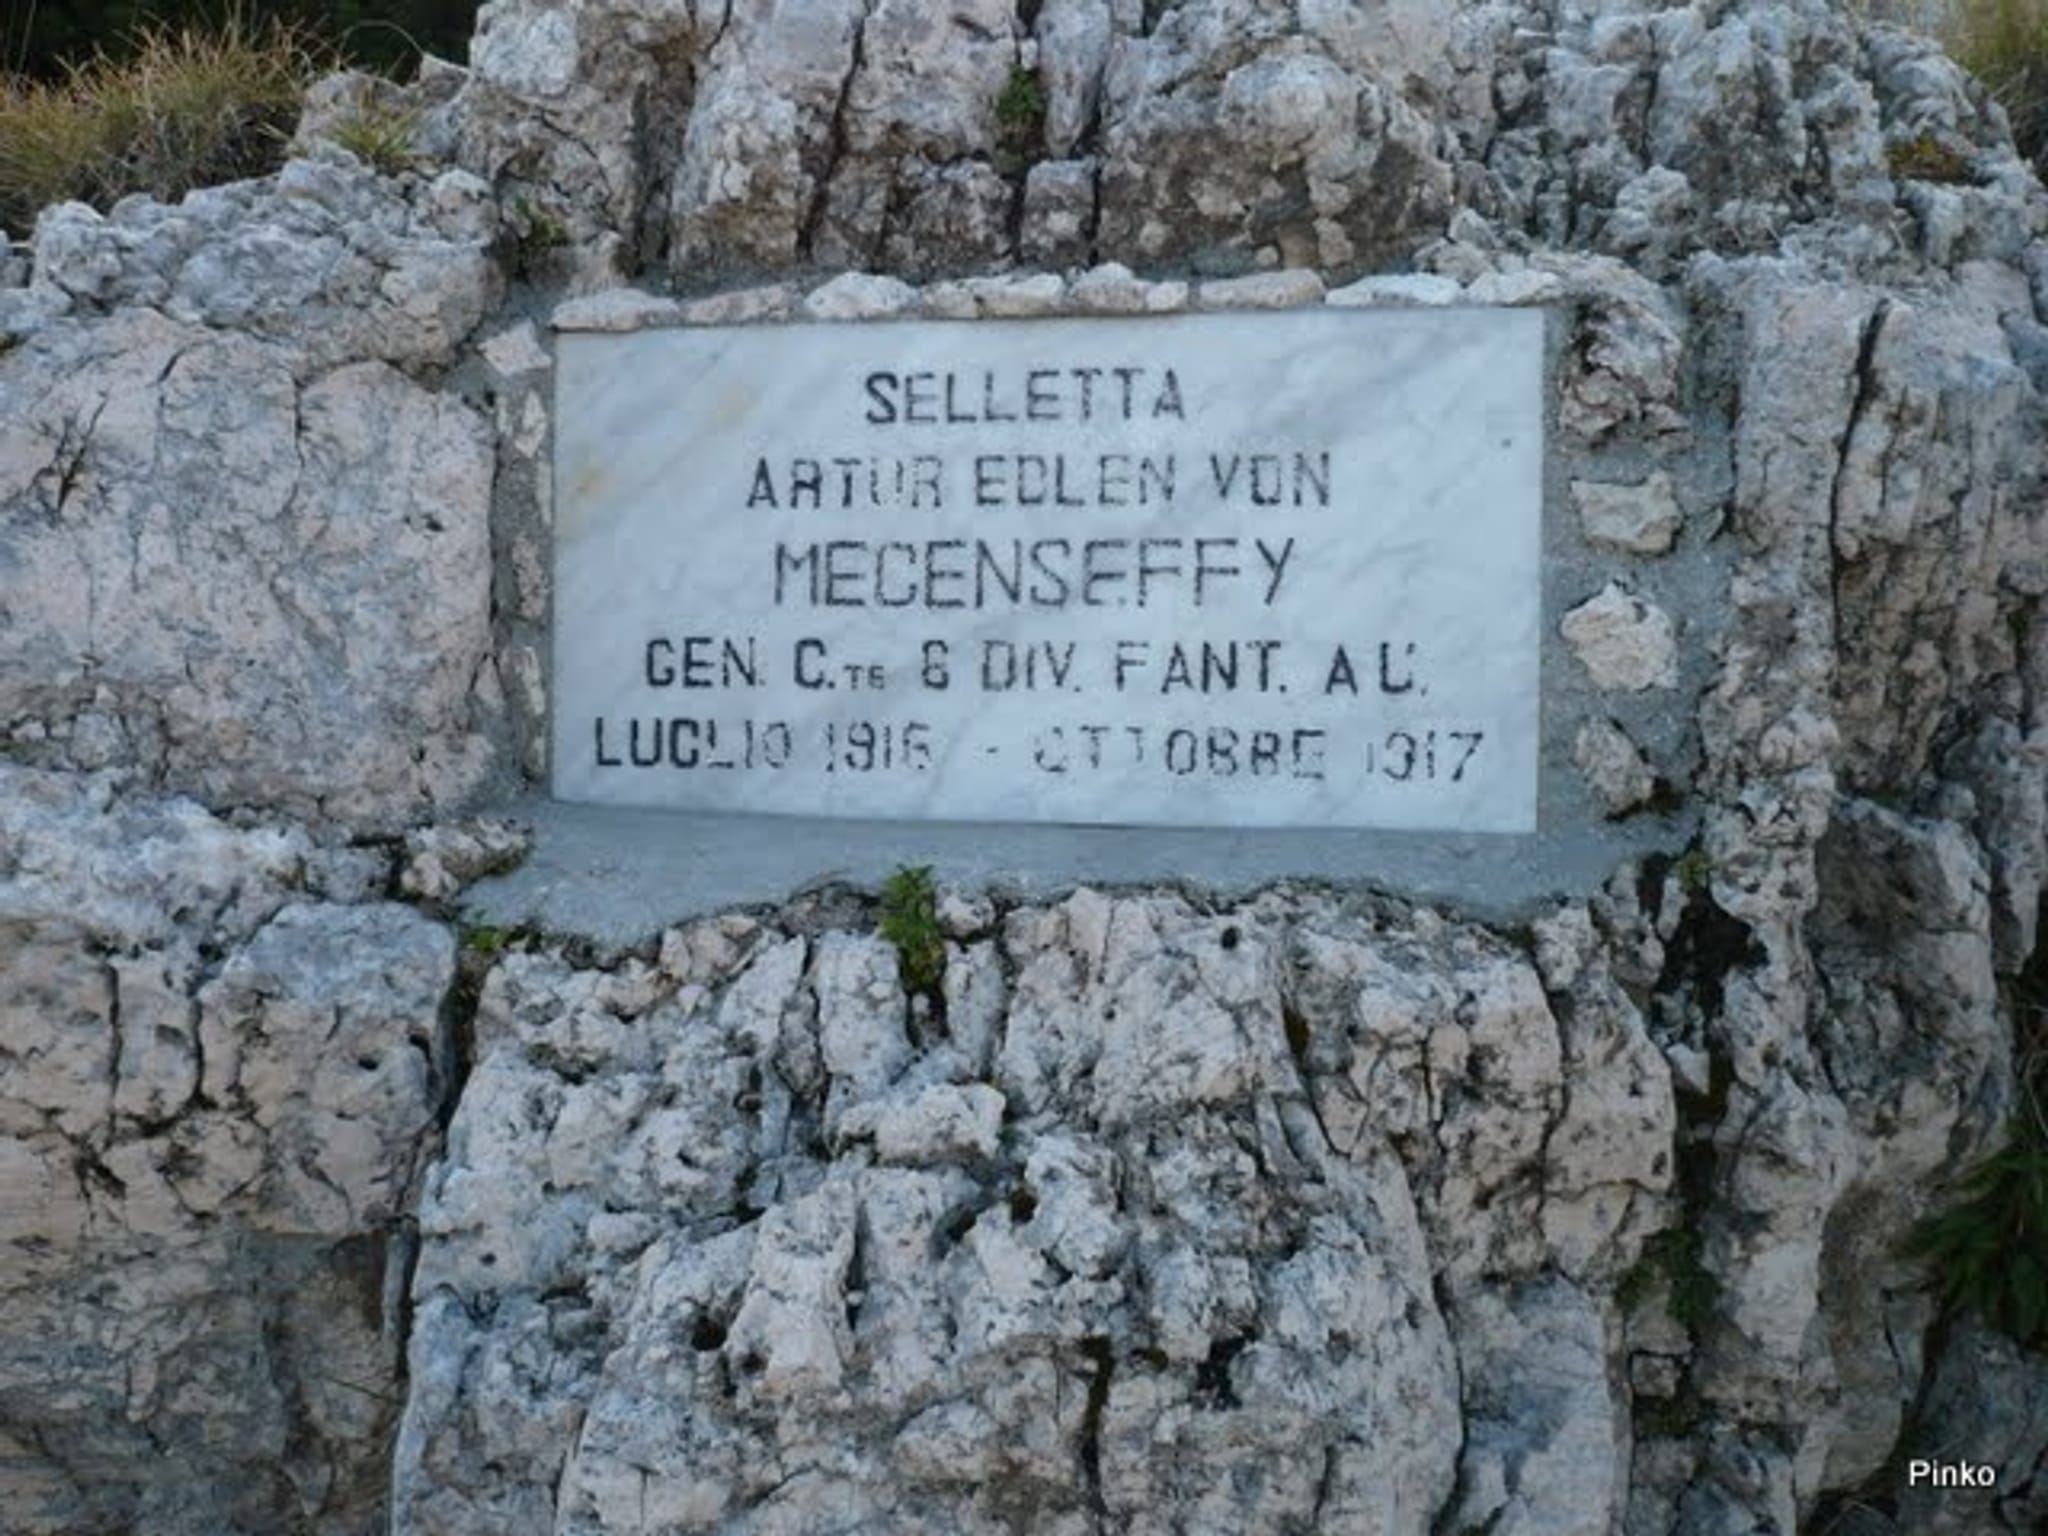 SELLETTA
ARTUR EDLEN VON
MECENSEFFY
GEN. C.TE 6 DIV. FANT. A U.
LUGLIO 1916 - OTTOBRE 1917
Pinko